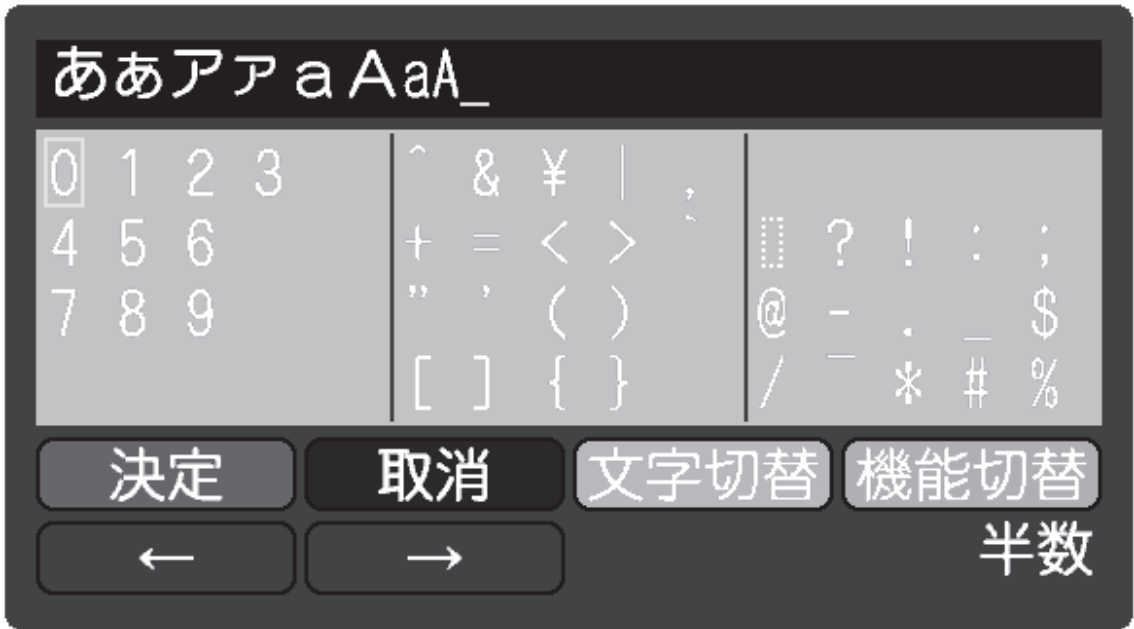 あぁアァａＡaA_
0 1 2 3 ^ & ¥ | ,
4 5 6 + = < > ` ? ! : ;
7 8 9 " ' ( ) @ - . _ $
[ ] { } / ‾ * # %
決定 取消 文字切替 機能切替
← → 半数